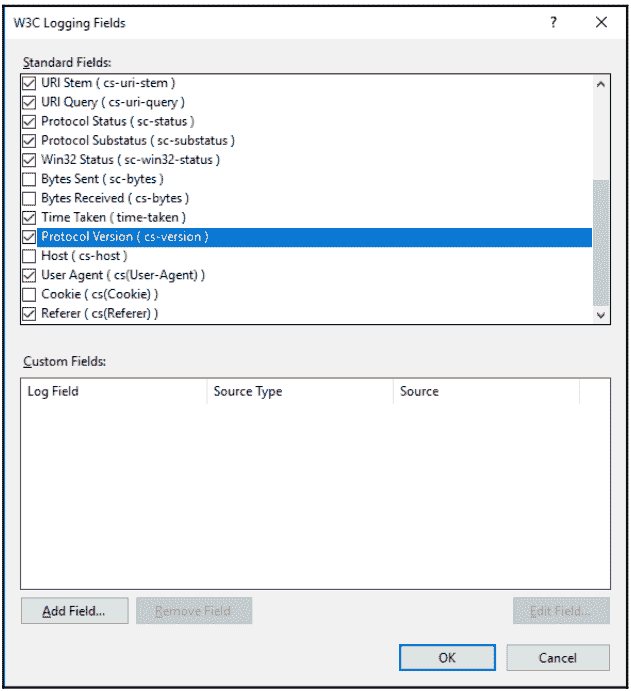 W3C Logging Fields ? ×
Standard Fields:
URI Stem ( cs-uri-stem )
URI Query ( cs-uri-query )
Protocol Status ( sc-status )
Protocol Substatus ( sc-substatus )
Win32 Status ( sc-win32-status )
Bytes Sent ( sc-bytes )
Bytes Received ( cs-bytes )
Time Taken ( time-taken )
Protocol Version ( cs-version )
Host ( cs-host )
User Agent ( cs(User-Agent) )
Cookie ( cs(Cookie) )
Referer ( cs(Referer) )
Custom Fields:
Log Field Source Type Source
Add Field... Remove Field Edit Field...
OK Cancel